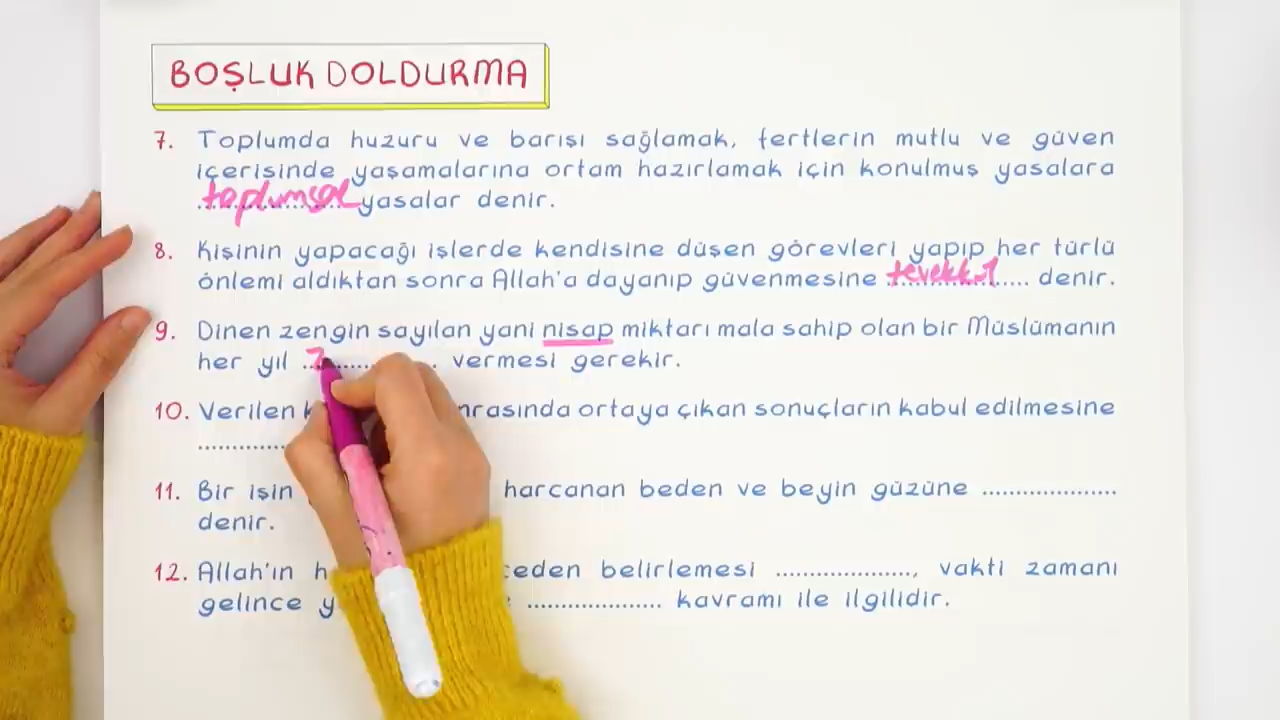 BOŞLUK DOLDURMA
7. Toplumda huzuru ve barışı sağlamak, fertlerin mutlu ve güven
içerisinde yaşamalarına ortam hazırlamak için konulmuş yasalara
toplumsal yasalar denir.
8. Kişinin yapacağı işlerde kendisine düşen görevleri yapıp her türlü
önlemi aldıktan sonra Allah'a dayanıp güvenmesine tevekkül denir.
9. Dinen zengin sayılan yani nisap miktarı mala sahip olan bir Müslümanın
her yıl .............. vermesi gerekir.
10. Verilen ortaya çıkan sonuçların kabul edilmesine
............
11. Bir işin harcanan beden ve beyin güzüne ...................
denir.
12. Allah'ın belirlemesi ...................., vakti zamanı
gelince ................... kavramı ile ilgilidir.